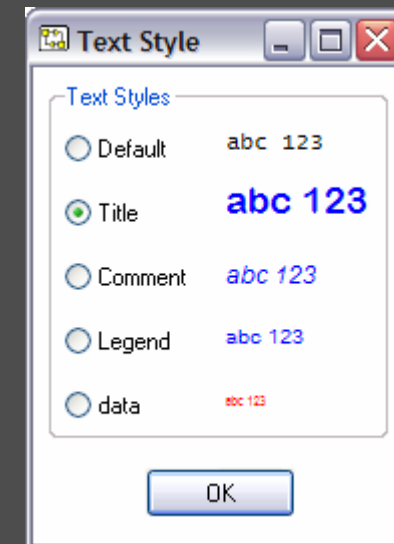 Text Style
Text Styles
Default abc 123
Title abc 123
Comment abc 123
Legend abc 123
data abc 123
OK